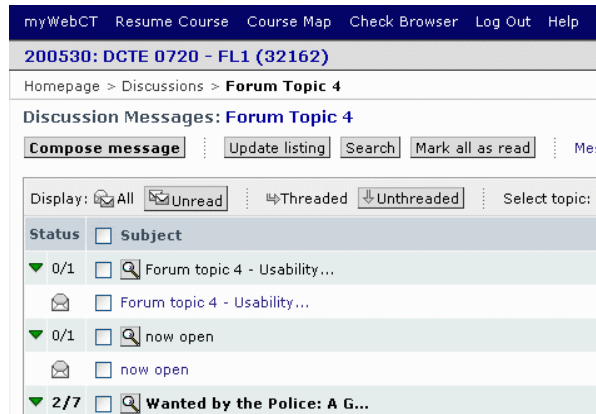 myWebCT Resume Course Course Map Check Browser Log Out Help
200530: DCTE 0720 - FL1 (32162)
Homepage > Discussions > Forum Topic 4
Discussion Messages: Forum Topic 4
Compose message Update listing Search Mark all as read
Display: All Unread Threaded Unthreaded Select topic:
Status Subject
0/1 Forum topic 4 - Usability...
Forum topic 4 - Usability...
0/1 now open
now open
2/7 Wanted by the Police: A G...